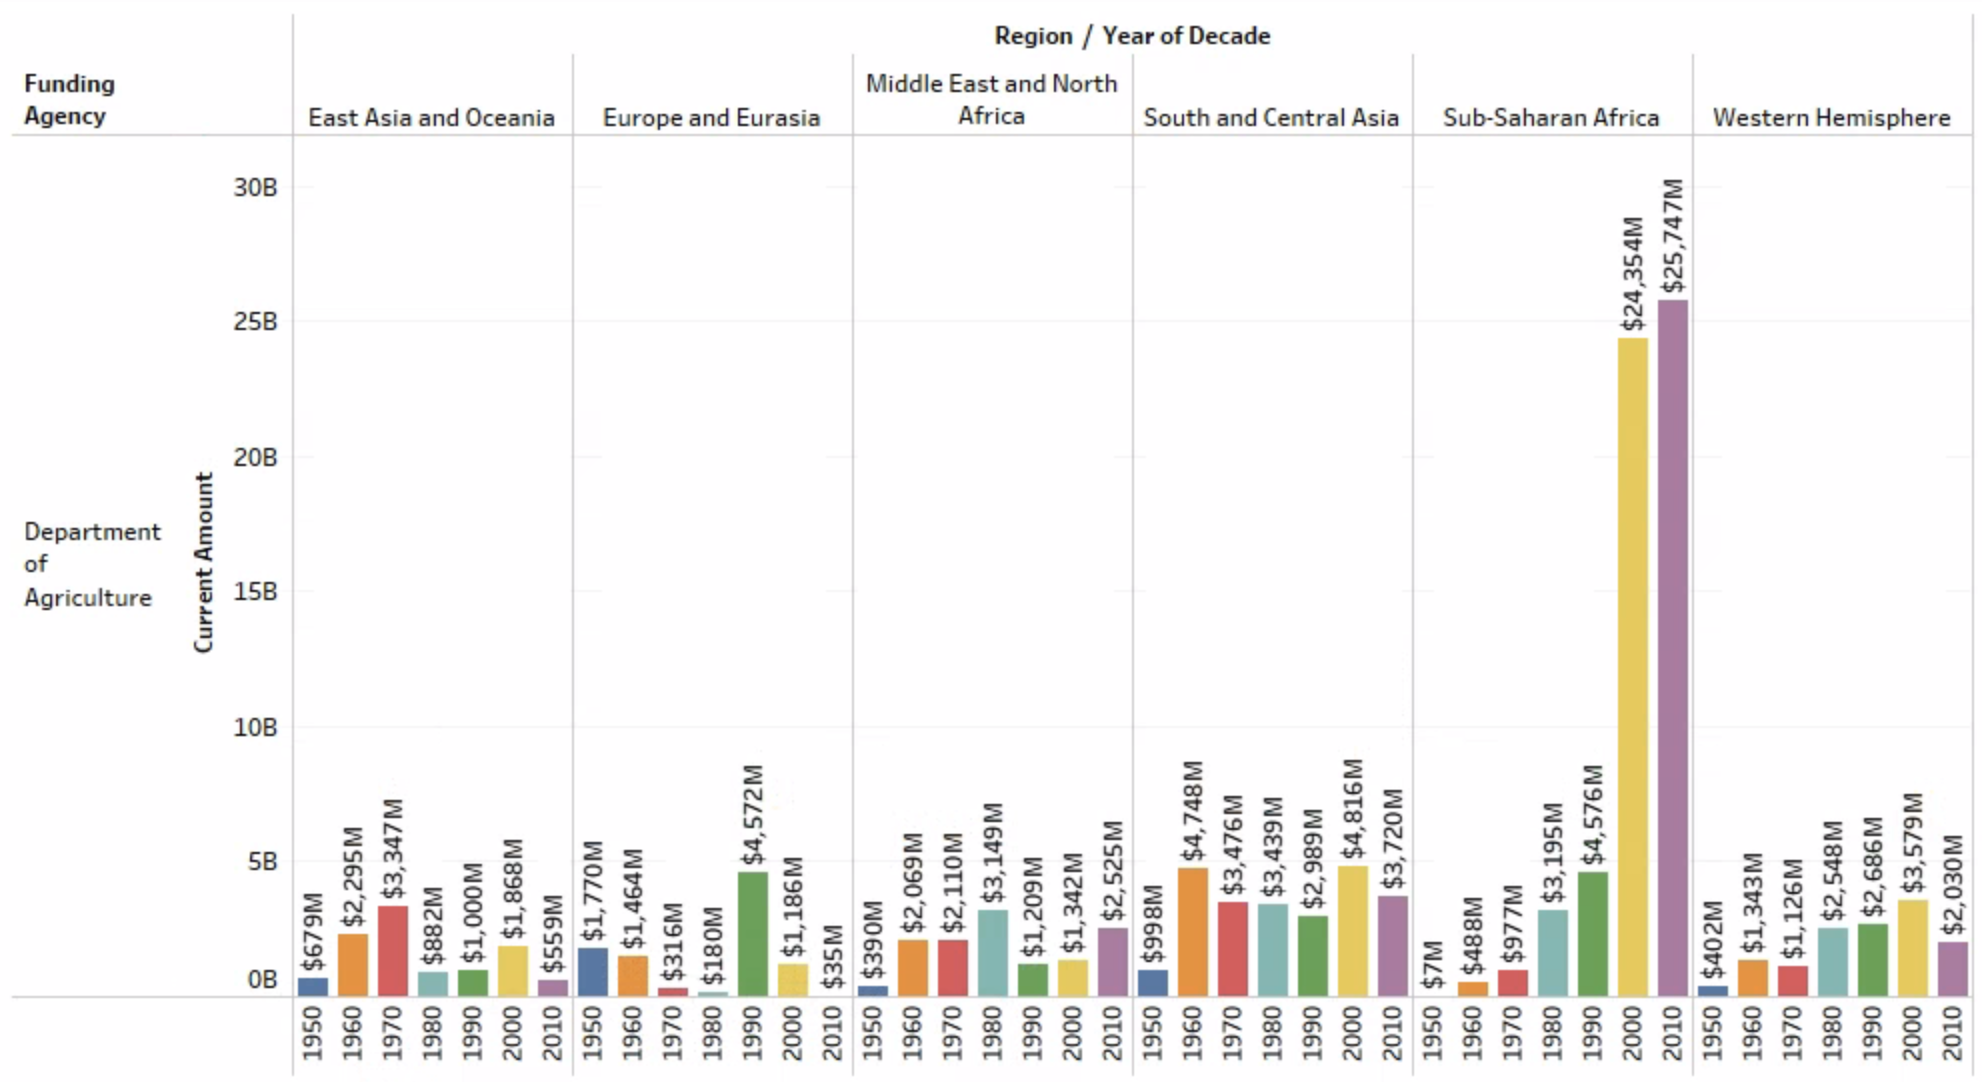 Region / Year of Decade
Funding
Agency
East Asia and Oceania
Europe and Eurasia
Middle East and North
Africa
South and Central Asia
Sub-Saharan Africa
Western Hemisphere
Department
of
Agriculture
Current Amount
30B
25B
20B
15B
10B
5B
0B
$679M
$2,295M
$3,347M
$882M
$1,000M
$1,868M
$559M
$1,770M
$1,464M
$316M
$180M
$4,572M
$1,186M
$35M
$390M
$2,069M
$2,110M
$3,149M
$1,209M
$1,342M
$2,525M
$998M
$4,748M
$3,476M
$3,439M
$2,989M
$4,816M
$3,720M
$7M
$488M
$977M
$3,195M
$4,576M
$24,354M
$25,747M
$402M
$1,343M
$1,126M
$2,548M
$2,686M
$3,579M
$2,030M
1950
1960
1970
1980
1990
2000
2010
1950
1960
1970
1980
1990
2000
2010
1950
1960
1970
1980
1990
2000
2010
1950
1960
1970
1980
1990
2000
2010
1950
1960
1970
1980
1990
2000
2010
1950
1960
1970
1980
1990
2000
2010